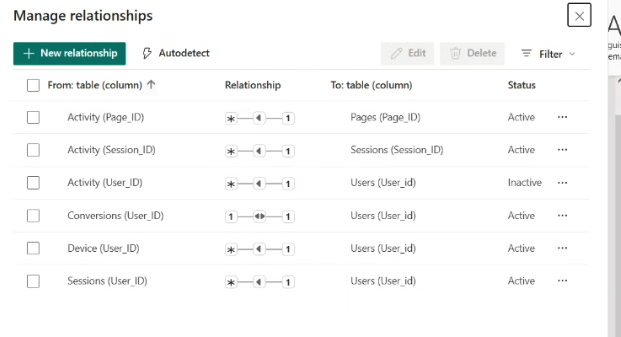 Manage relationships
New relationship Autodetect Edit Delete Filter
From: table (column) Relationship To: table (column) Status
Activity (Page_ID) * 1 Pages (Page_ID) Active ...
Activity (Session_ID) * 1 Sessions (Session_ID) Active ...
Activity (User_ID) * 1 Users (User_id) Inactive ...
Conversions (User_ID) 1 1 Users (User_id) Active ...
Device (User_ID) * 1 Users (User_id) Active ...
Sessions (User_ID) * 1 Users (User_id) Active ...